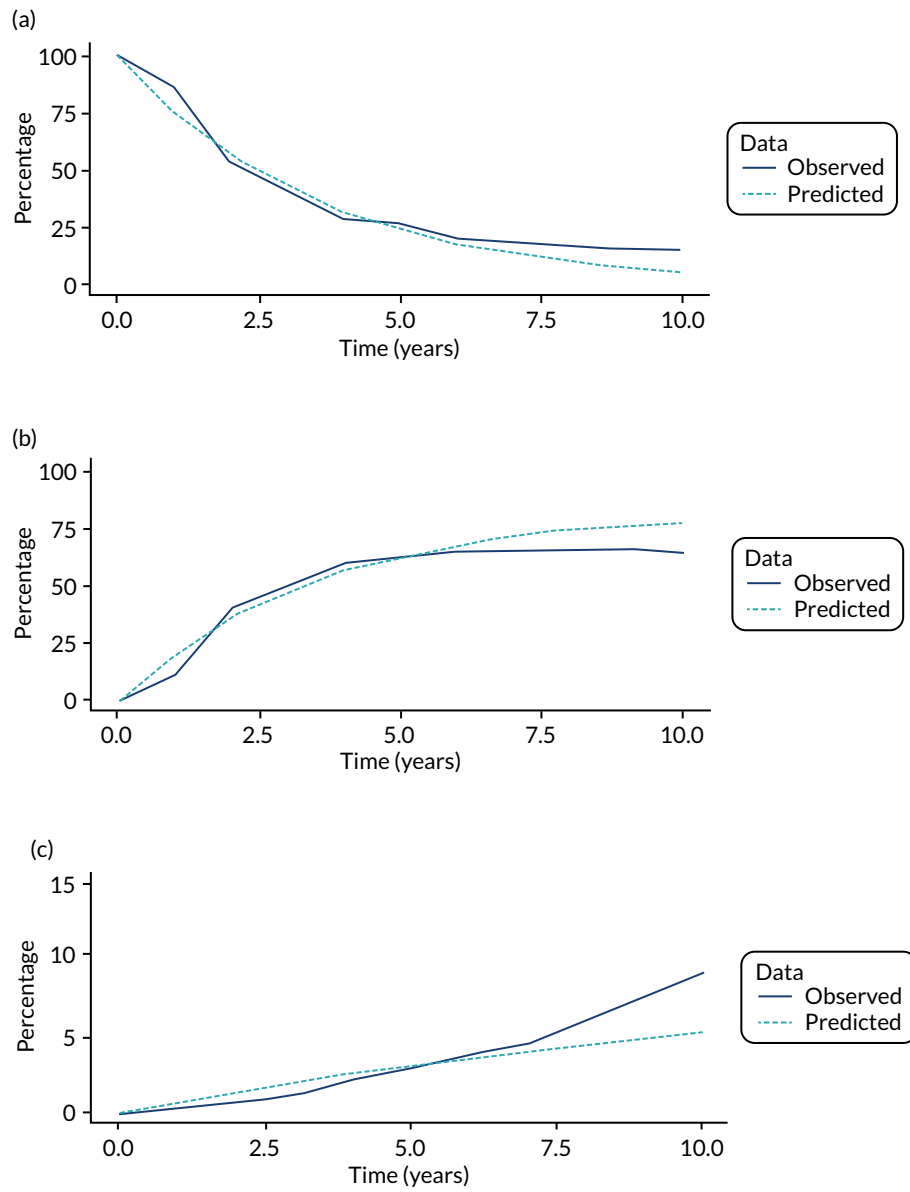 (a)
100
75
50
25
0
Percentage
0.0 2.5 5.0 7.5 10.0
Time (years)
Data
Observed
Predicted
(b)
100
75
50
25
0
Percentage
0.0 2.5 5.0 7.5 10.0
Time (years)
Data
Observed
Predicted
(c)
15
10
5
0
Percentage
0.0 2.5 5.0 7.5 10.0
Time (years)
Data
Observed
Predicted